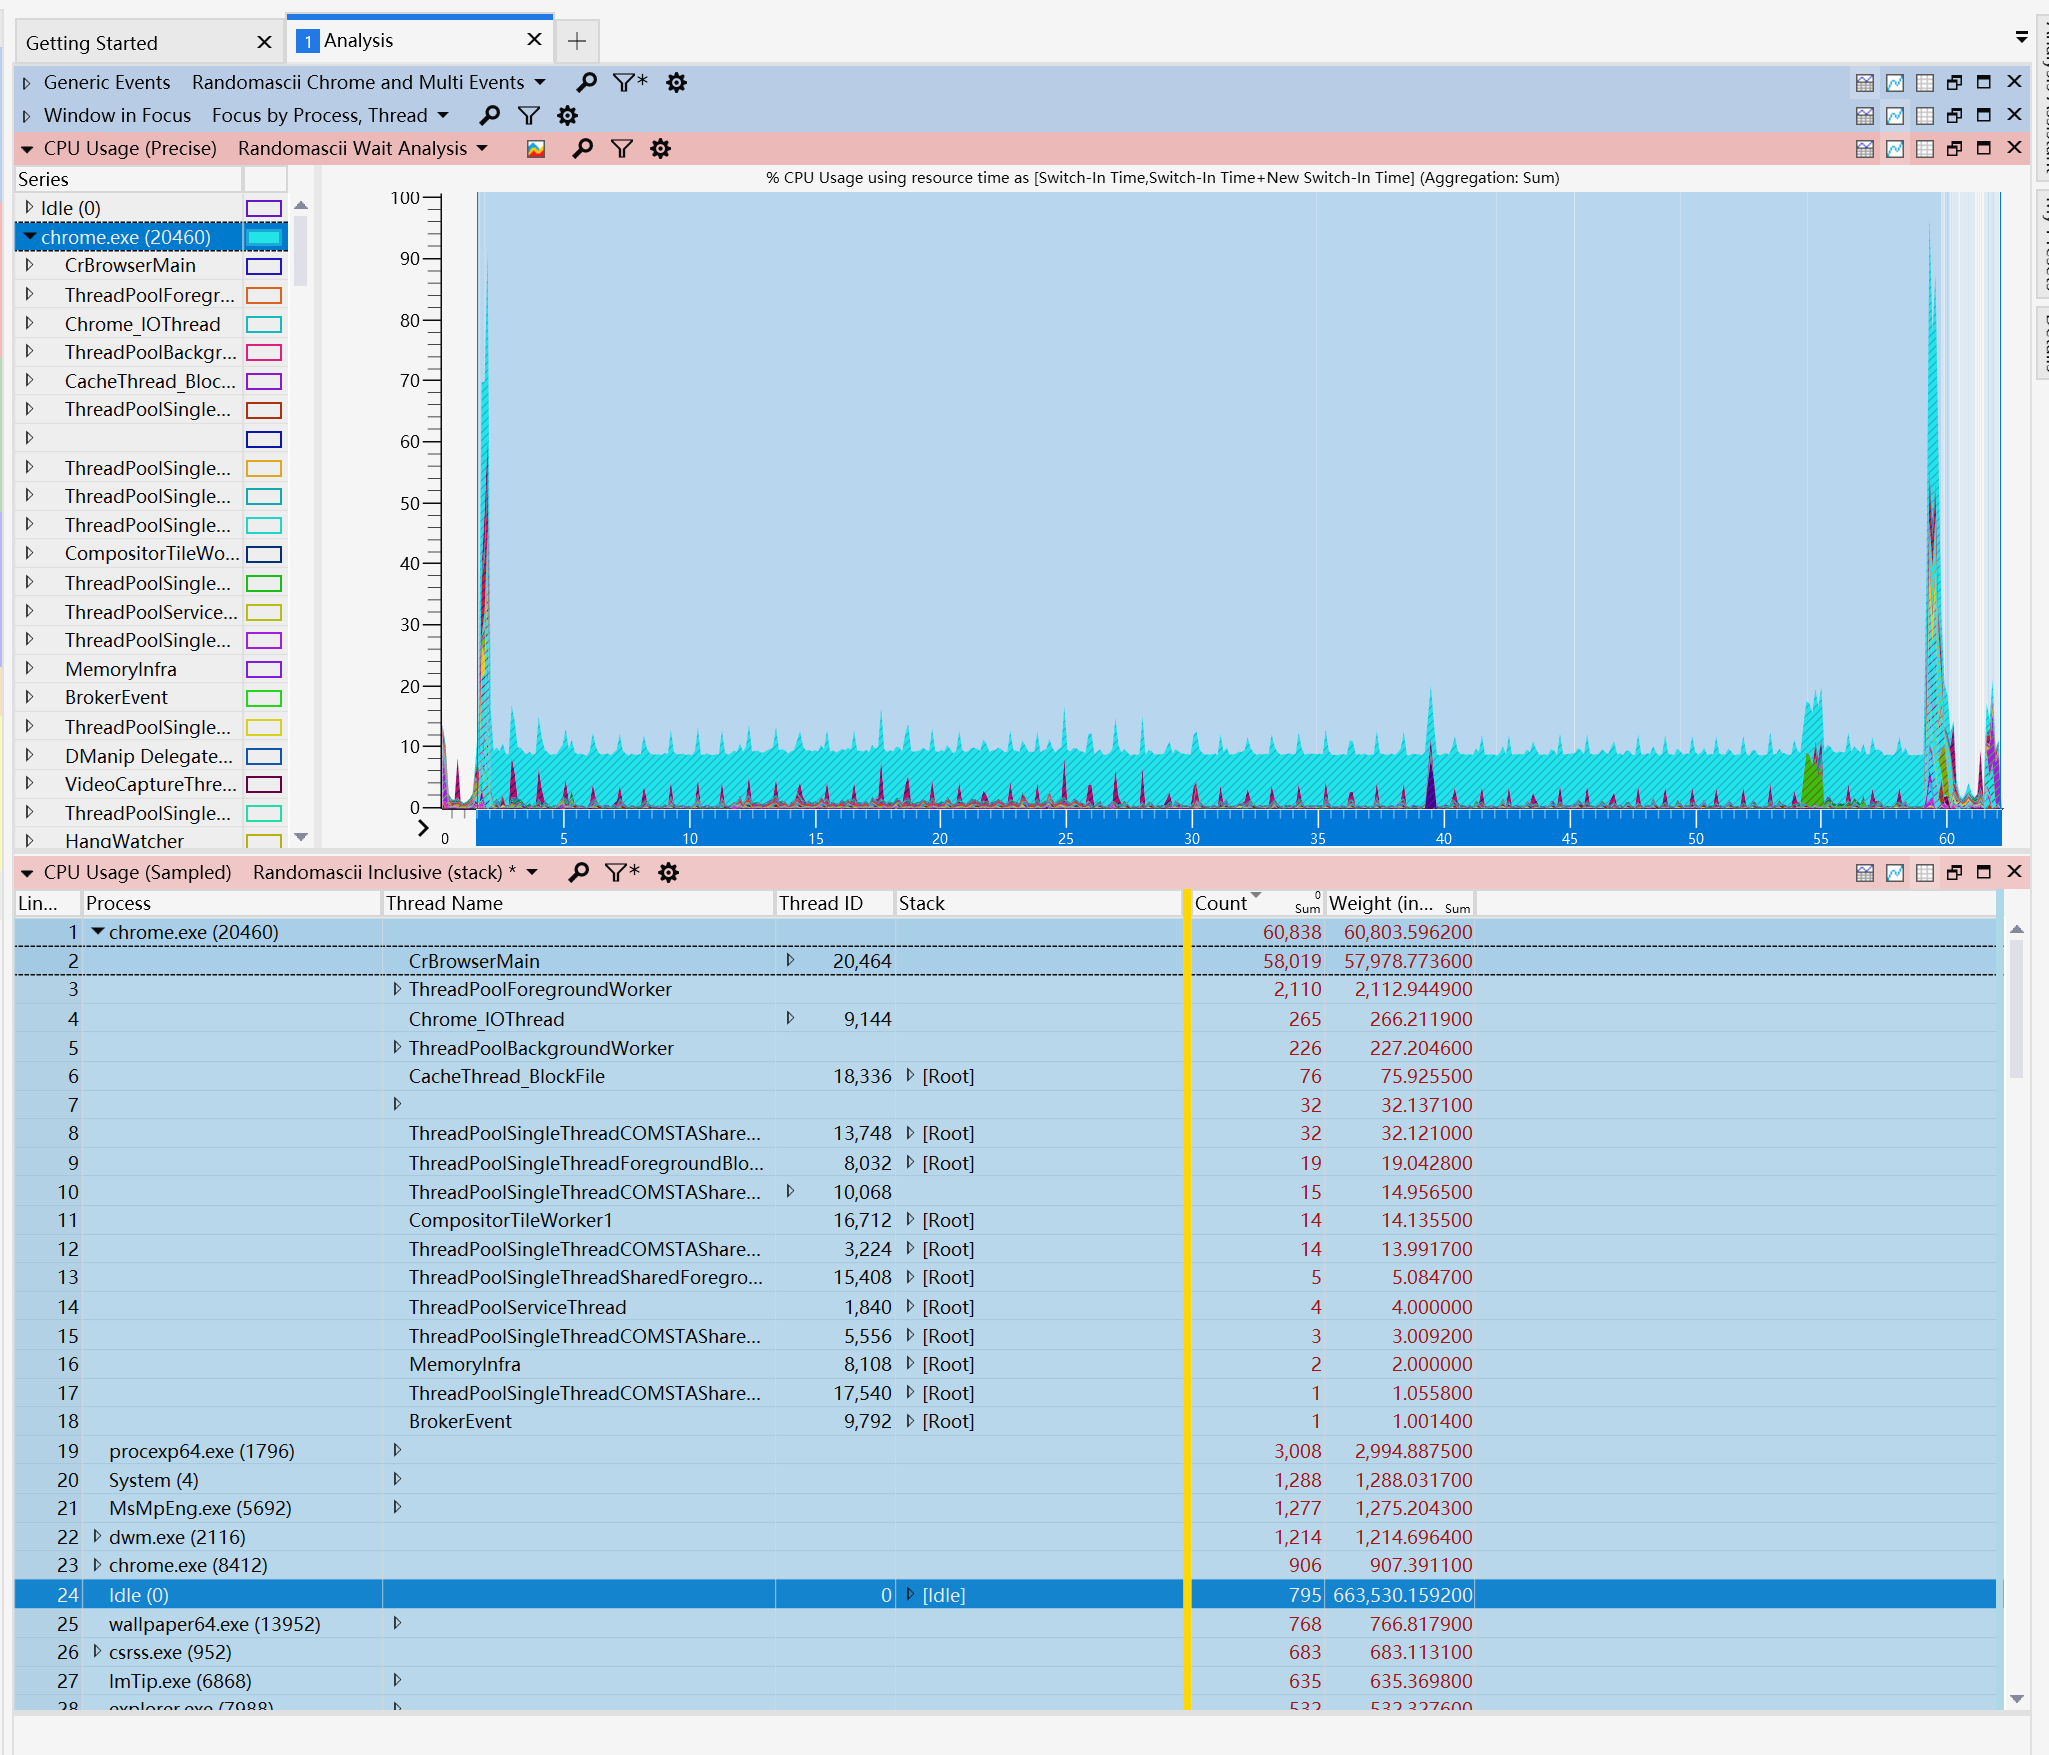 Getting Started
1 Analysis
Generic Events Randomascii Chrome and Multi Events
Window in Focus Focus by Process, Thread
CPU Usage (Precise) Randomascii Wait Analysis
Series
% CPU Usage using resource time as [Switch-In Time,Switch-In Time+New Switch-In Time] (Aggregation: Sum)
Idle (0)
chrome.exe (20460)
CrBrowserMain
ThreadPoolForegr...
Chrome_IOThread
ThreadPoolBackgr...
CacheThread_Bloc...
ThreadPoolSingle...
ThreadPoolSingle...
ThreadPoolSingle...
ThreadPoolSingle...
CompositorTileWo...
ThreadPoolSingle...
ThreadPoolService...
ThreadPoolSingle...
MemoryInfra
BrokerEvent
ThreadPoolSingle...
DManip Delegate...
VideoCaptureThre...
ThreadPoolSingle...
HangWatcher
100
90
80
70
60
50
40
30
20
10
0
0 5 10 15 20 25 30 35 40 45 50 55 60
CPU Usage (Sampled) Randomascii Inclusive (stack) *
Lin... Process Thread Name Thread ID Stack Count 0 Sum Weight (in... Sum
1 chrome.exe (20460) 60,838 60,803.596200
2 CrBrowserMain 20,464 58,019 57,978.773600
3 ThreadPoolForegroundWorker 2,110 2,112.944900
4 Chrome_IOThread 9,144 265 266.211900
5 ThreadPoolBackgroundWorker 226 227.204600
6 CacheThread_BlockFile 18,336 [Root] 76 75.925500
7 32 32.137100
8 ThreadPoolSingleThreadCOMSTAShare... 13,748 [Root] 32 32.121000
9 ThreadPoolSingleThreadForegroundBlo... 8,032 [Root] 19 19.042800
10 ThreadPoolSingleThreadCOMSTAShare... 10,068 15 14.956500
11 CompositorTileWorker1 16,712 [Root] 14 14.135500
12 ThreadPoolSingleThreadCOMSTAShare... 3,224 [Root] 14 13.991700
13 ThreadPoolSingleThreadSharedForegro... 15,408 [Root] 5 5.084700
14 ThreadPoolServiceThread 1,840 [Root] 4 4.000000
15 ThreadPoolSingleThreadCOMSTAShare... 5,556 [Root] 3 3.009200
16 MemoryInfra 8,108 [Root] 2 2.000000
17 ThreadPoolSingleThreadCOMSTAShare... 17,540 [Root] 1 1.055800
18 BrokerEvent 9,792 [Root] 1 1.001400
19 procexp64.exe (1796) 3,008 2,994.887500
20 System (4) 1,288 1,288.031700
21 MsMpEng.exe (5692) 1,277 1,275.204300
22 dwm.exe (2116) 1,214 1,214.696400
23 chrome.exe (8412) 906 907.391100
24 Idle (0) 0 [Idle] 795 663,530.159200
25 wallpaper64.exe (13952) 768 766.817900
26 csrss.exe (952) 683 683.113100
27 lmTip.exe (6868) 635 635.369800
28 explorer.exe (7988) 532 532.327600